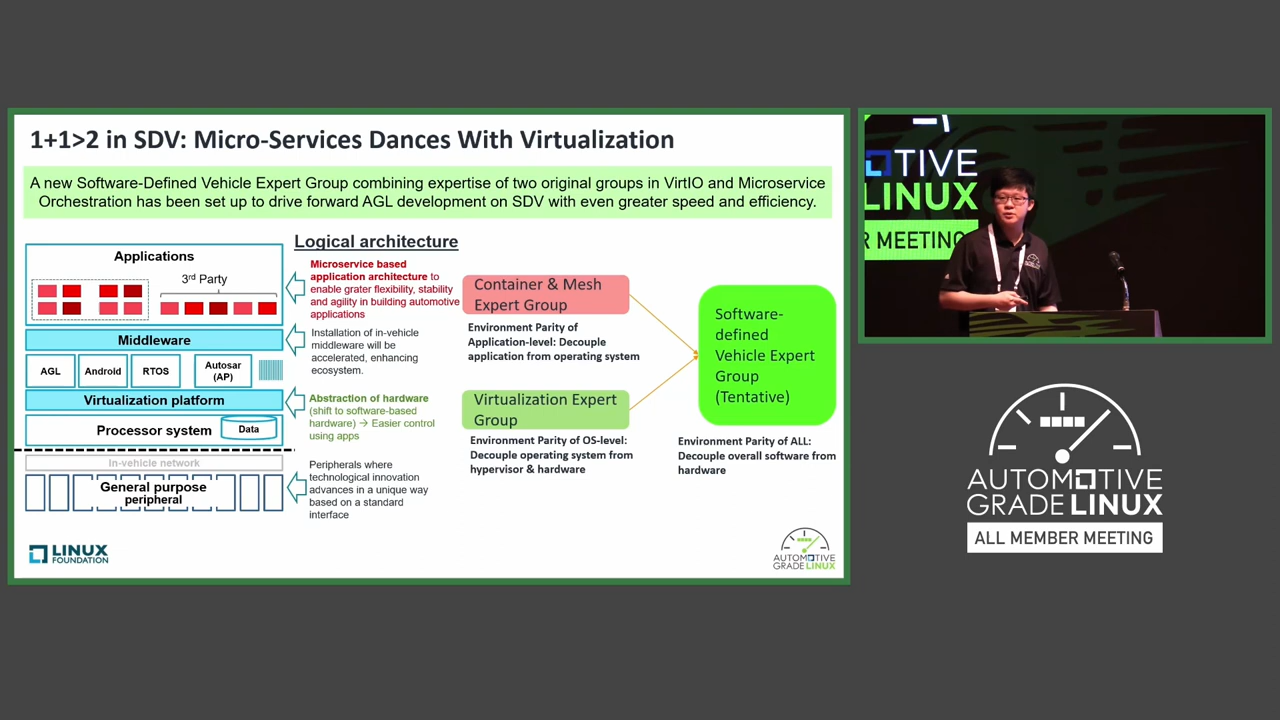 1+1>2 in SDV: Micro-Services Dances With Virtualization
A new Software-Defined Vehicle Expert Group combining expertise of two original groups in VirtIO and Microservice
Orchestration has been set up to drive forward AGL development on SDV with even greater speed and efficiency.
Logical architecture
Applications
3rd Party
Middleware
AGL
Android
RTOS
Autosar
(AP)
Virtualization platform
Processor system
Data
In-vehicle network
General purpose
peripheral
Microservice based
application architecture to
enable grater flexibility, stability
and agility in building automotive
applications
Installation of in-vehicle
middleware will be
accelerated, enhancing
ecosystem.
Abstraction of hardware
(shift to software-based
hardware) → Easier control
using apps
Peripherals where
technological innovation
advances in a unique way
based on a standard
interface
Container & Mesh
Expert Group
Environment Parity of
Application-level: Decouple
application from operating system
Virtualization Expert
Group
Environment Parity of OS-level:
Decouple operating system from
hypervisor & hardware
Software-
defined
Vehicle Expert
Group
(Tentative)
Environment Parity of ALL:
Decouple overall software from
hardware
LINUX
FOUNDATION
AUTOMOTIVE
GRADE LINUX
OTIVE
LINUX
R MEETING
AUTOMOTIVE
GRADE LINUX
ALL MEMBER MEETING